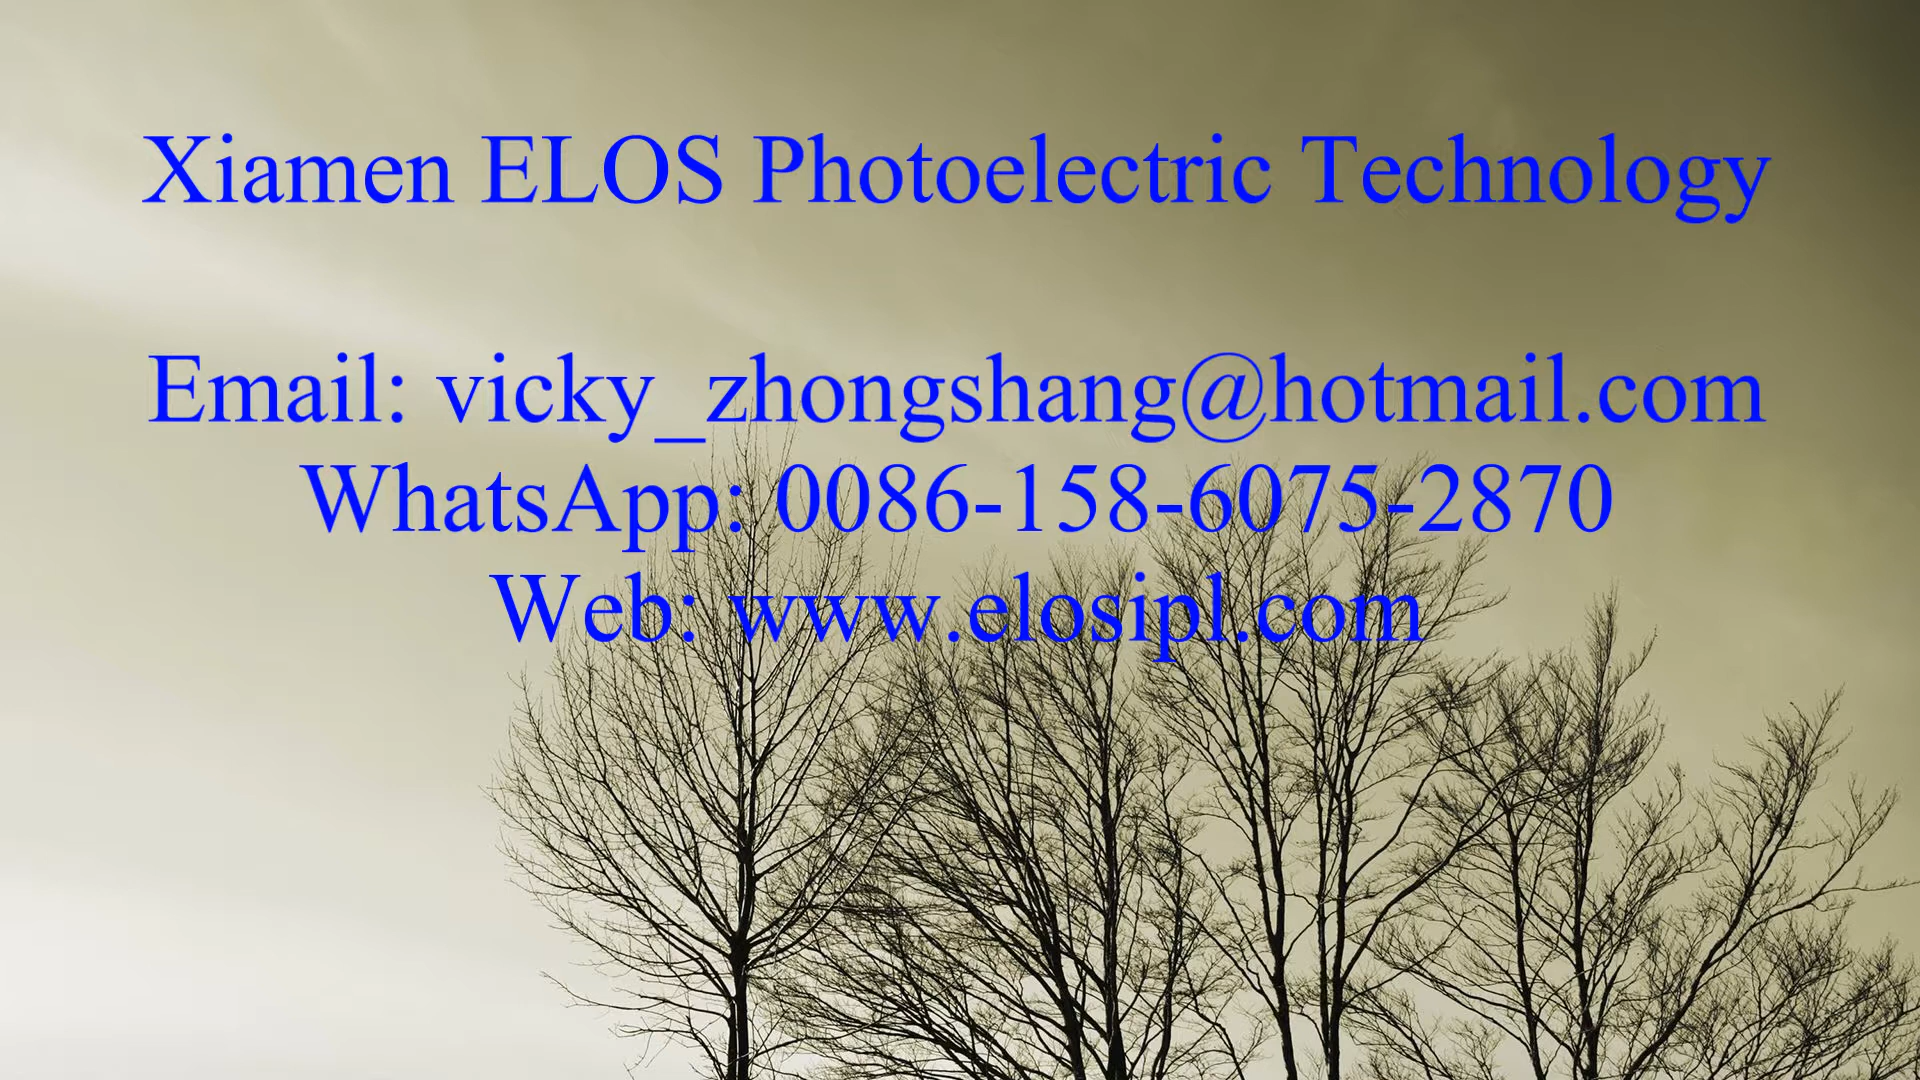 Xiamen ELOS Photoelectric Technology
Email: vicky_zhongshang@hotmail.com
WhatsApp: 0086-158-6075-2870
Web: www.elosipl.com